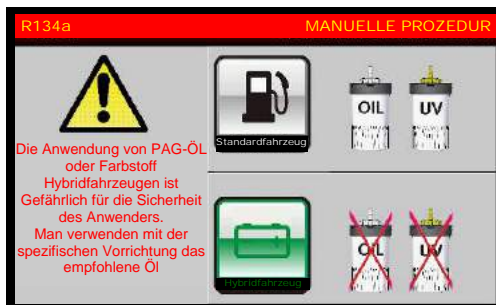 R134a
MANUELLE PROZEDUR
Die Anwendung von PAG-ÖL
oder Farbstoff
Hybridfahrzeugen ist
Gefährlich für die Sicherheit
des Anwenders.
Man verwenden mit der
spezifischen Vorrichtung das
empfohlene Öl
Standardfahrzeug
OIL
UV
Hybridfahrzeug
OIL
UV